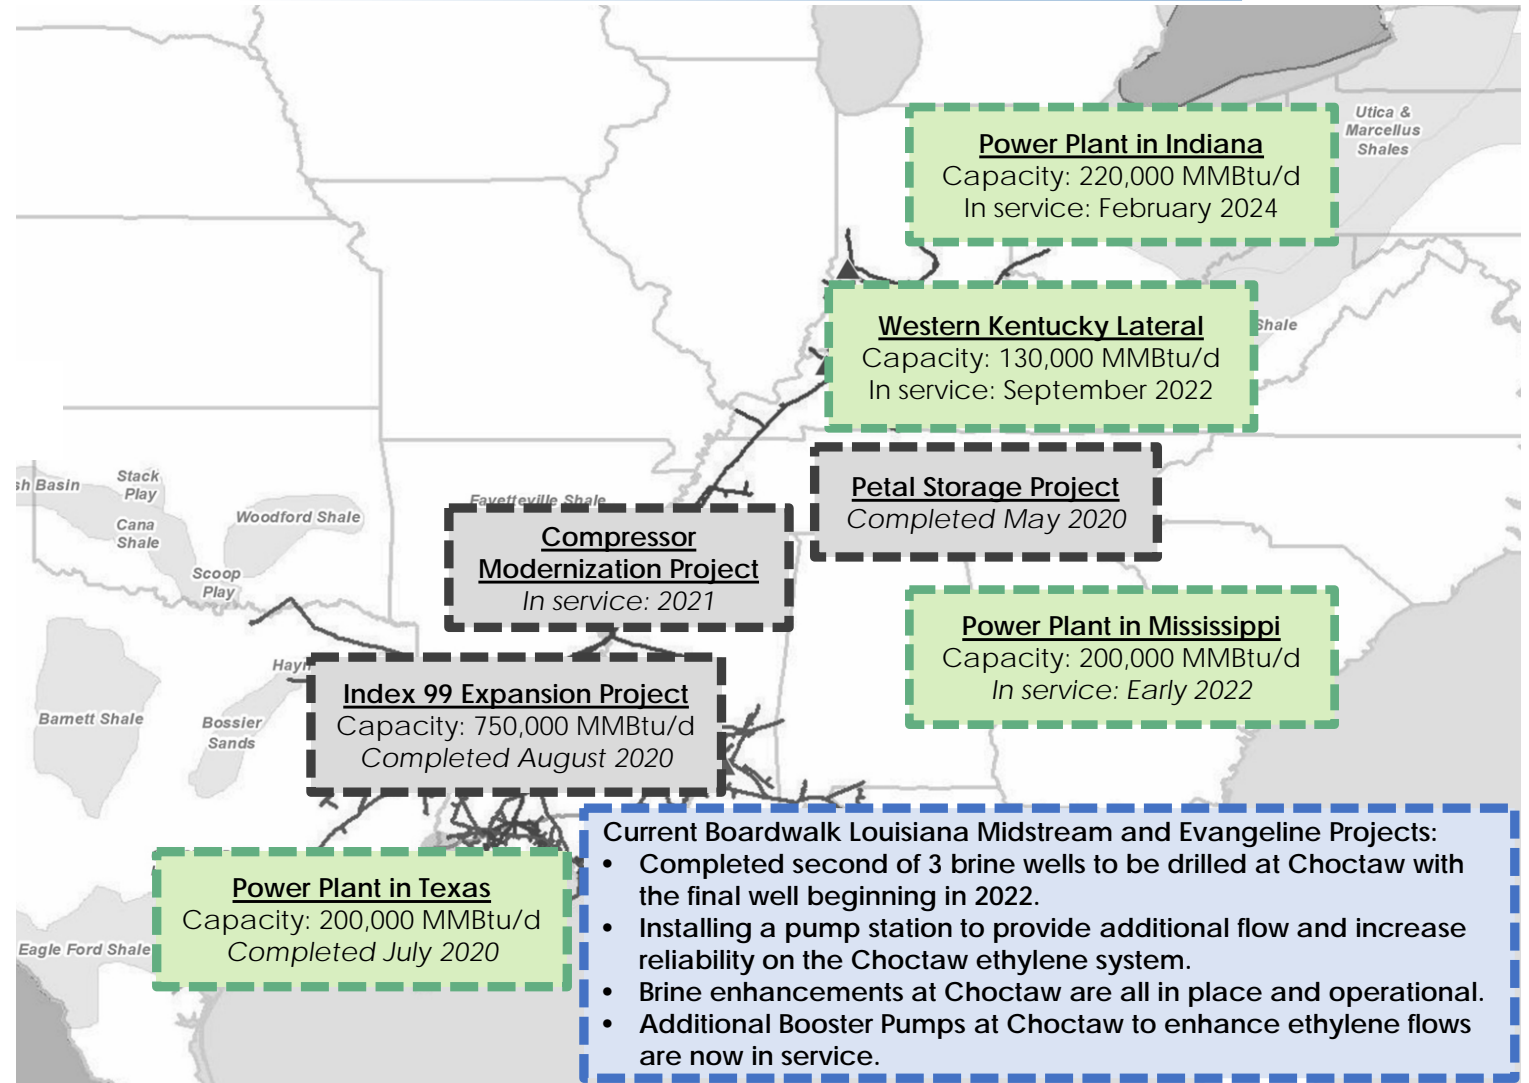 Utica &
Marcellus
Shales
Power Plant in Indiana
Capacity: 220,000 MMBtu/d
In service: February 2024
Western Kentucky Lateral
Capacity: 130,000 MMBtu/d
In service: September 2022
Shale
Petal Storage Project
Completed May 2020
sh Basin
Stack
Play
Cana
Shale
Woodford Shale
Scoop
Play
Fayetteville Shale
Compressor
Modernization Project
In service: 2021
Power Plant in Mississippi
Capacity: 200,000 MMBtu/d
In service: Early 2022
Hayn
Index 99 Expansion Project
Capacity: 750,000 MMBtu/d
Completed August 2020
Barnett Shale
Bossier
Sands
Eagle Ford Shale
Power Plant in Texas
Capacity: 200,000 MMBtu/d
Completed July 2020
Current Boardwalk Louisiana Midstream and Evangeline Projects:
• Completed second of 3 brine wells to be drilled at Choctaw with
the final well beginning in 2022.
• Installing a pump station to provide additional flow and increase
reliability on the Choctaw ethylene system.
• Brine enhancements at Choctaw are all in place and operational.
• Additional Booster Pumps at Choctaw to enhance ethylene flows
are now in service.